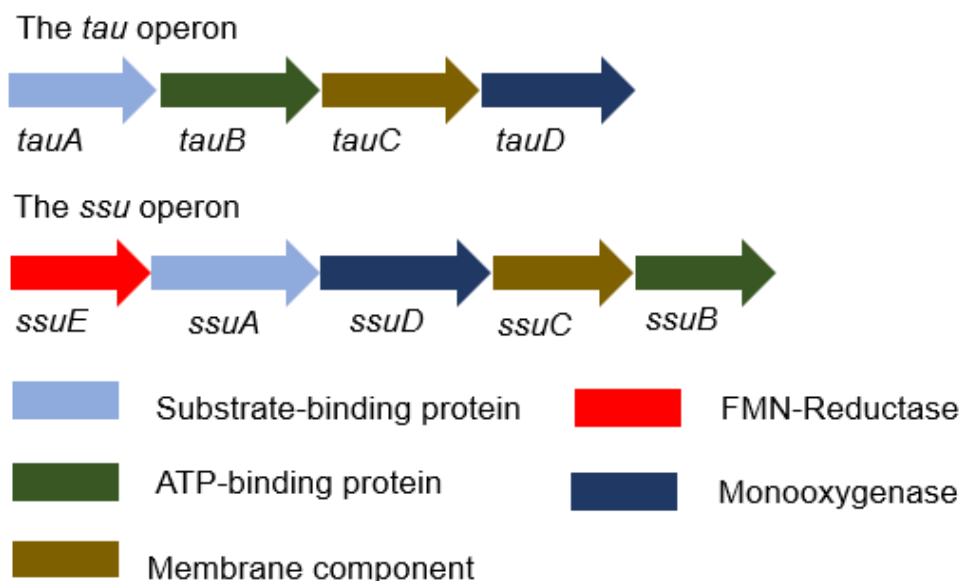 The tau operon
tauA tauB tauC tauD
The ssu operon
ssuE ssuA ssuD ssuC ssuB
Substrate-binding protein FMN-Reductase
ATP-binding protein Monooxygenase
Membrane component